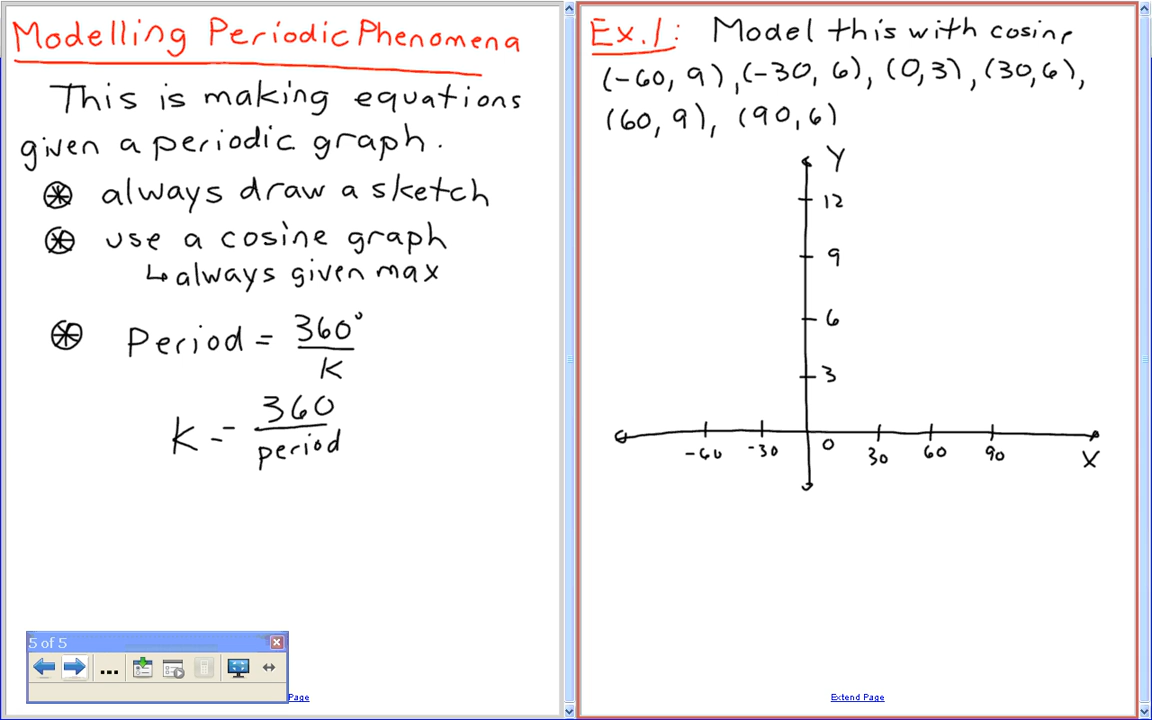 Modelling Periodic Phenomena
This is making equations
given a periodic graph.
⊛ always draw a sketch
⊛ use a cosine graph
↳ always given max
⊛ Period = 360°/K
K = 360/period
5 of 5
...
Page
Ex.1: Model this with cosine
(-60, 9), (-30, 6), (0,3), (30,6),
(60, 9), (90,6)
Y
12
9
6
3
-60 -30 0 30 60 90 X
Extend Page